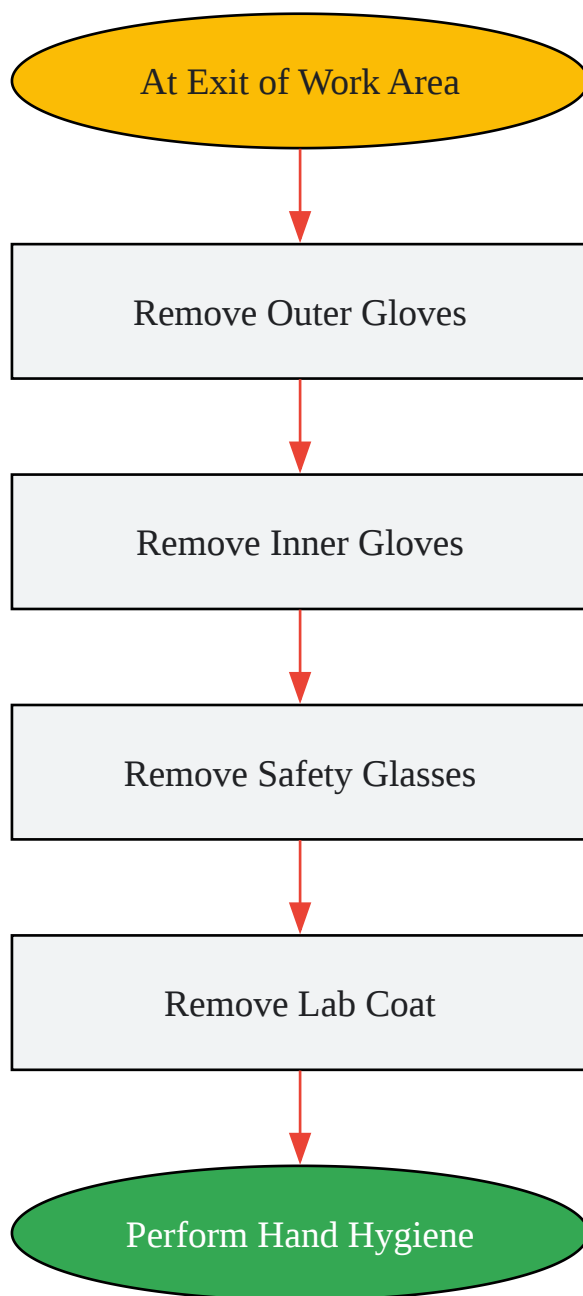 At Exit of Work Area
Remove Outer Gloves
Remove Inner Gloves
Remove Safety Glasses
Remove Lab Coat
Perform Hand Hygiene